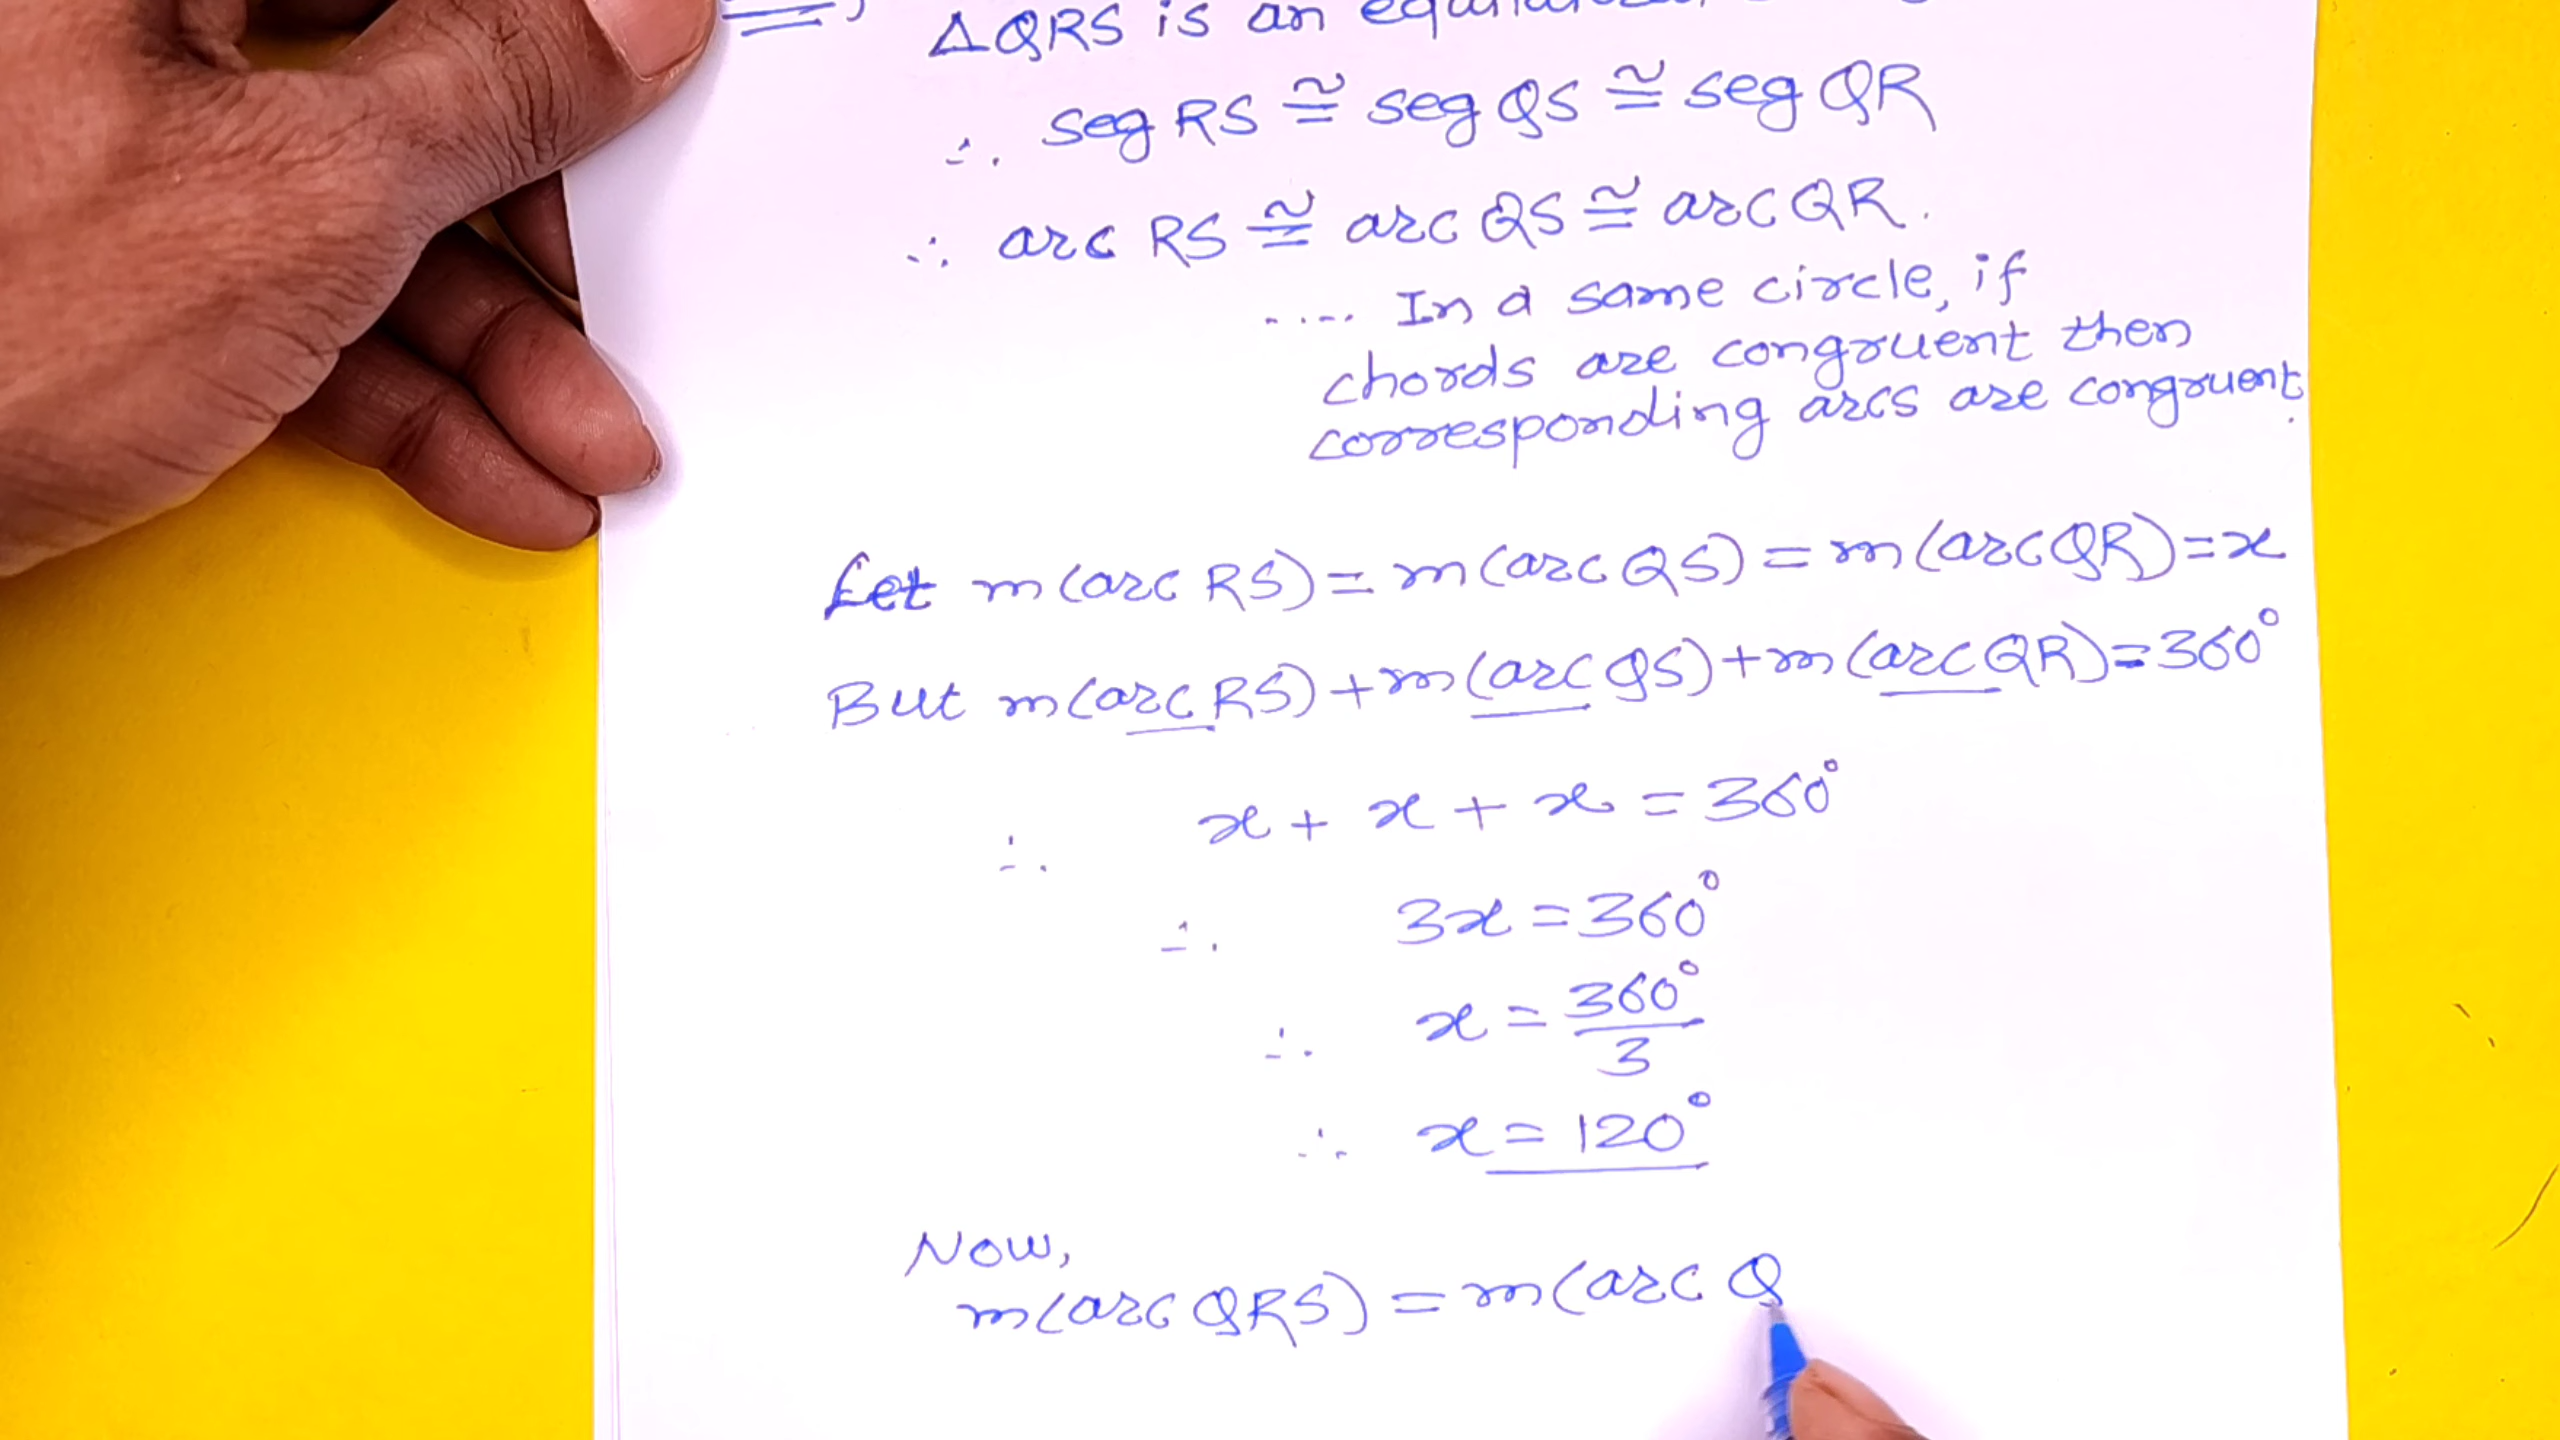 △QRS is an
∴ seg RS ≅ seg QS ≅ seg QR
∴ arc RS ≅ arc QS ≅ arc QR.
.... In a same circle, if
chords are congruent then
corresponding arcs are congruent.
Let m(arc RS) = m(arc QS) = m(arc QR) = x
But m(arc RS) + m(arc QS) + m(arc QR) = 360°
∴ x + x + x = 360°
∴ 3x = 360°
∴ x = 360°/3
∴ x = 120°
Now,
m(arc QRS) = m(arc Q